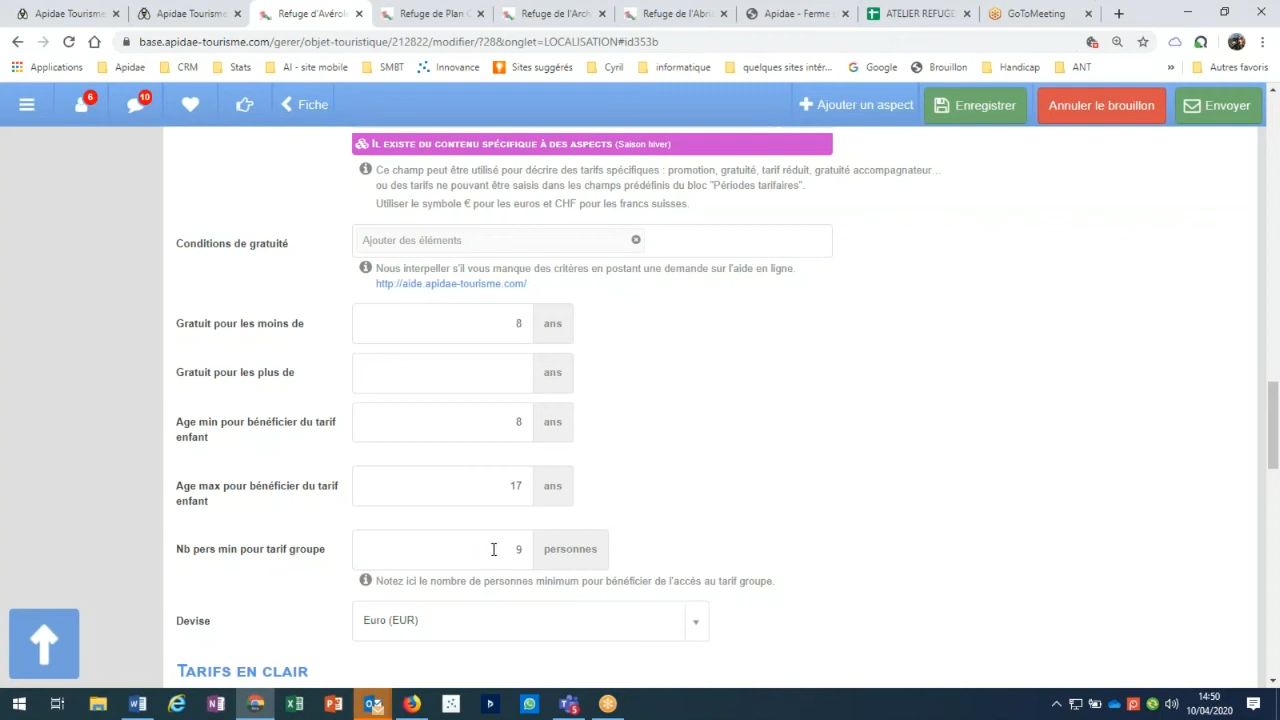 Apidae Tourisme
Apidae Tourisme
Refuge d'Avérol
Refuge de Plan
Refuge de l'Arch
Refuge de l'Abri
Apidae - Ferme
ATELIER REFUGE
GoToMeeting
base.apidae-tourisme.com/gerer/objet-touristique/212822/modifier/?28&onglet=LOCALISATION#id353b
Applications
Apidae
CRM
Stats
AI - site mobile
SMBT
Innovance
Sites suggérés
Cyril
informatique
quelques sites intér...
Google
Brouillon
Handicap
ANT
»
Autres favoris
6
10
Fiche
Ajouter un aspect
Enregistrer
Annuler le brouillon
Envoyer
IL EXISTE DU CONTENU SPÉCIFIQUE À DES ASPECTS (Saison hiver)
Ce champ peut être utilisé pour décrire des tarifs spécifiques : promotion, gratuité, tarif réduit, gratuité accompagnateur…
ou des tarifs ne pouvant être saisis dans les champs prédéfinis du bloc "Périodes tarifaires".
Utiliser le symbole € pour les euros et CHF pour les francs suisses.
Conditions de gratuité
Ajouter des éléments
Nous interpeller s'il vous manque des critères en postant une demande sur l'aide en ligne.
http://aide.apidae-tourisme.com/
Gratuit pour les moins de
8
ans
Gratuit pour les plus de
ans
Age min pour bénéficier du tarif
enfant
8
ans
Age max pour bénéficier du tarif
enfant
17
ans
Nb pers min pour tarif groupe
9
personnes
Notez ici le nombre de personnes minimum pour bénéficier de l'accés au tarif groupe.
Devise
Euro (EUR)
TARIFS EN CLAIR
14:50
10/04/2020